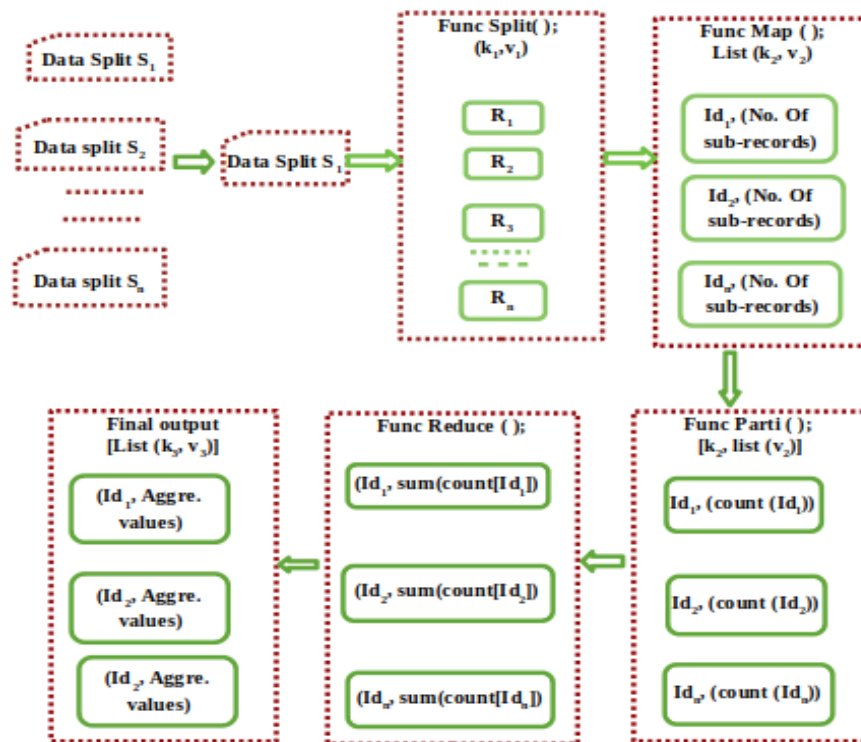 Data Split S₁
Data split S₂
Data split Sₙ
Data Split S₁
Func Split( );
(k₁,v₁)
R₁
R₂
R₃
Rₙ
Func Map ( );
List (k₂, v₂)
Id₁, (No. Of
sub-records)
Id₂, (No. Of
sub-records)
Idₙ, (No. Of
sub-records)
Func Parti ( );
[k₂, list (v₂)]
Id₁, (count (Id₁))
Id₂, (count (Id₂))
Idₙ, (count (Idₙ))
Func Reduce ( );
(Id₁, sum(count[Id₁])
(Id₂, sum(count[Id₂])
(Idₙ, sum(count[Idₙ])
Final output
[List (k₃, v₃)]
(Id₁, Aggre.
values)
(Id₂, Aggre.
values)
(Id₂, Aggre.
values)